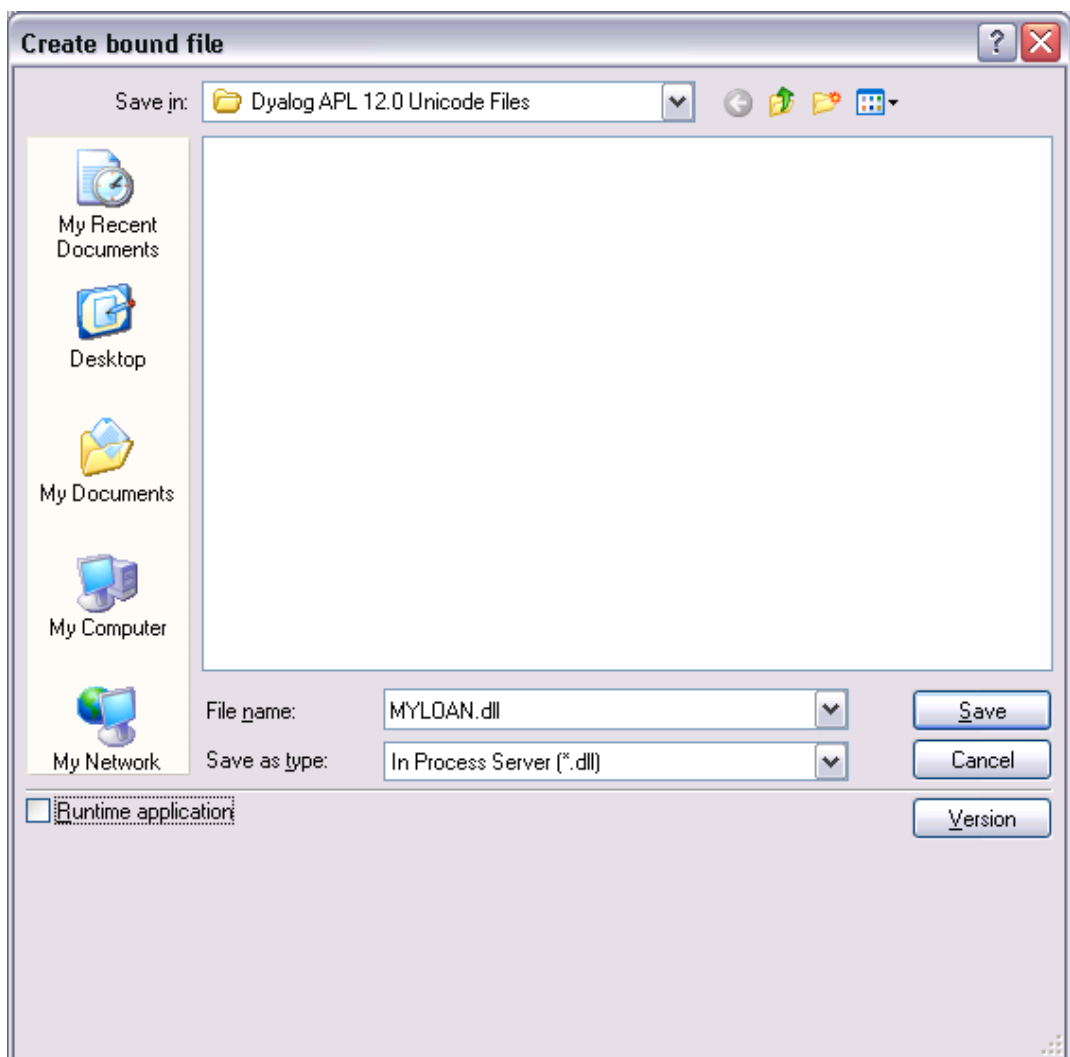 Create bound file
?
Save in:
Dyalog APL 12.0 Unicode Files
My Recent
Documents
Desktop
My Documents
My Computer
My Network
File name:
MYLOAN.dll
Save
Save as type:
In Process Server (*.dll)
Cancel
Runtime application
Version